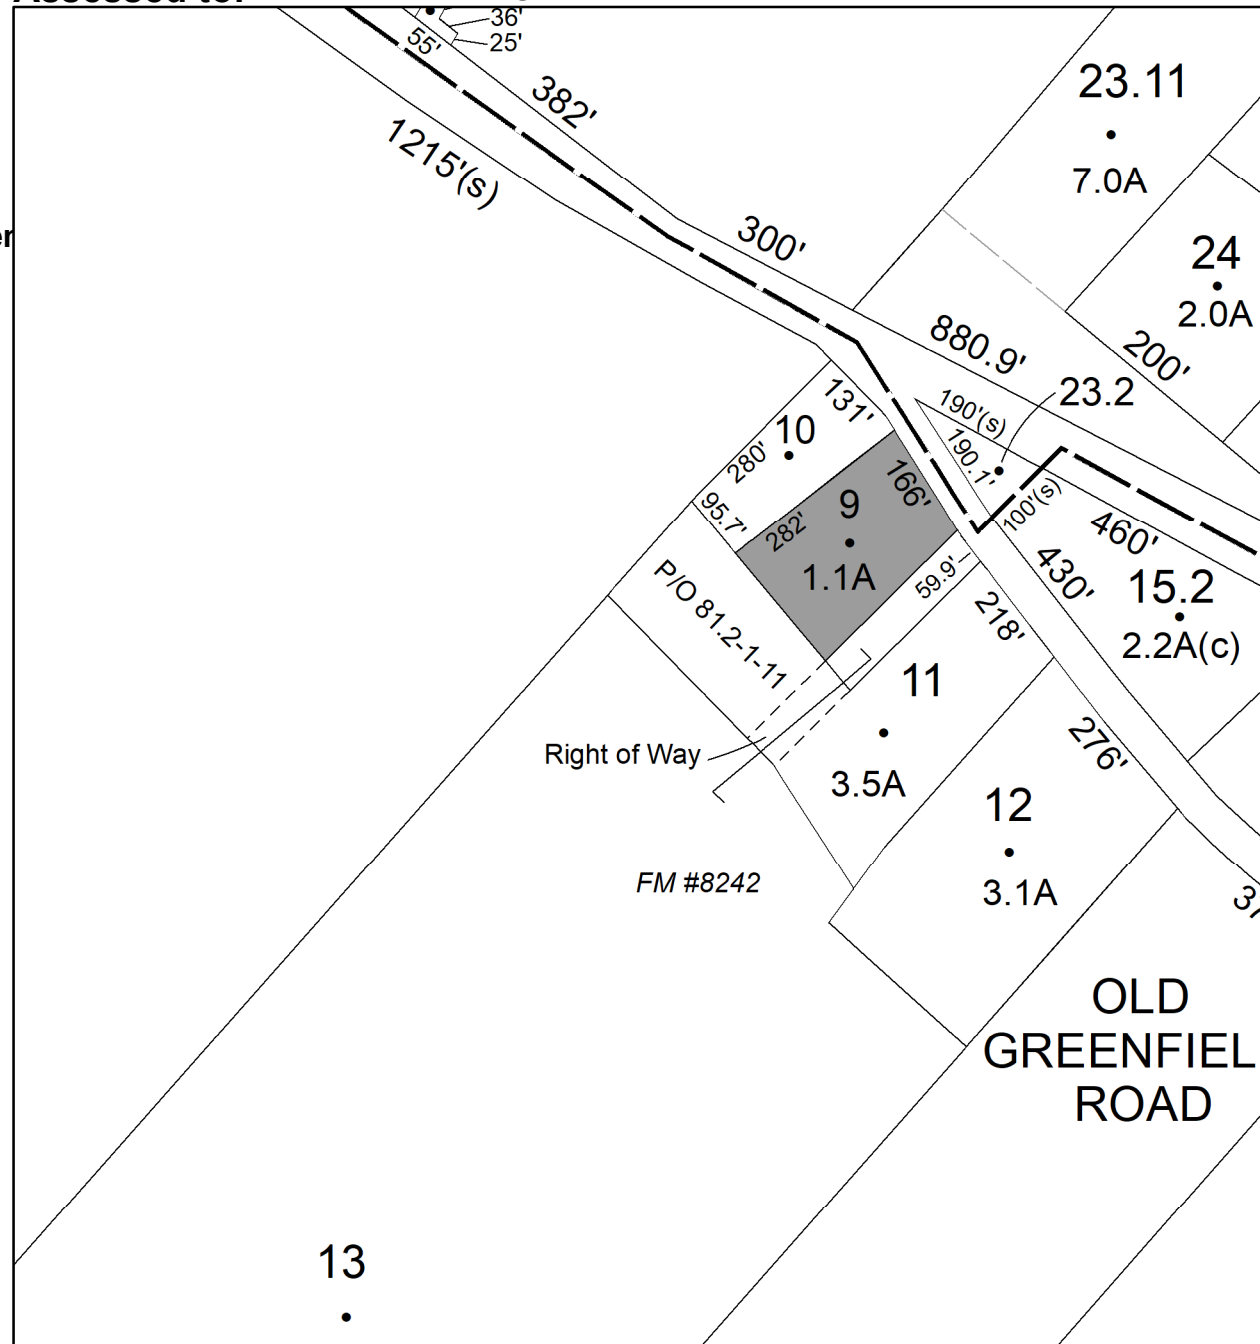 Assessed to:
36'
25'
55'
382'
1215'(s)
23.11
7.0A
300'
24
2.0A
880.9'
200'
23.2
190'(s)
131'
10
280'
190.1'
166'
9
95.7'
282'
100'(s)
460'
1.1A
59.9'
430'
15.2
2.2A(c)
P/O 81.2-1-11
218'
11
Right of Way
276'
3.5A
12
FM #8242
3.1A
OLD
GREENFIEL
ROAD
13